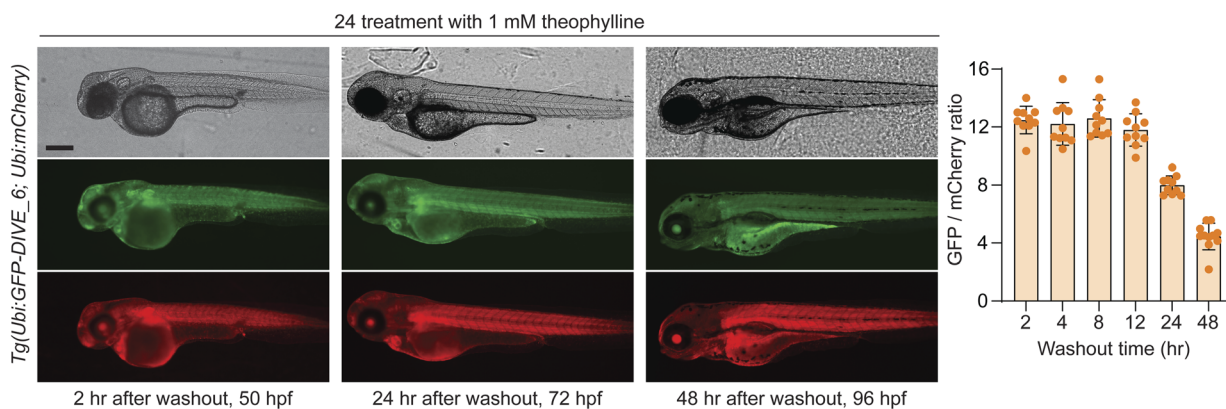 24 treatment with 1 mM theophylline
Tg(Ubi:GFP-DIVE_6; Ubi:mCherry)
2 hr after washout, 50 hpf
24 hr after washout, 72 hpf
48 hr after washout, 96 hpf
GFP / mCherry ratio
16
12
8
4
0
2 4 8 12 24 48
Washout time (hr)